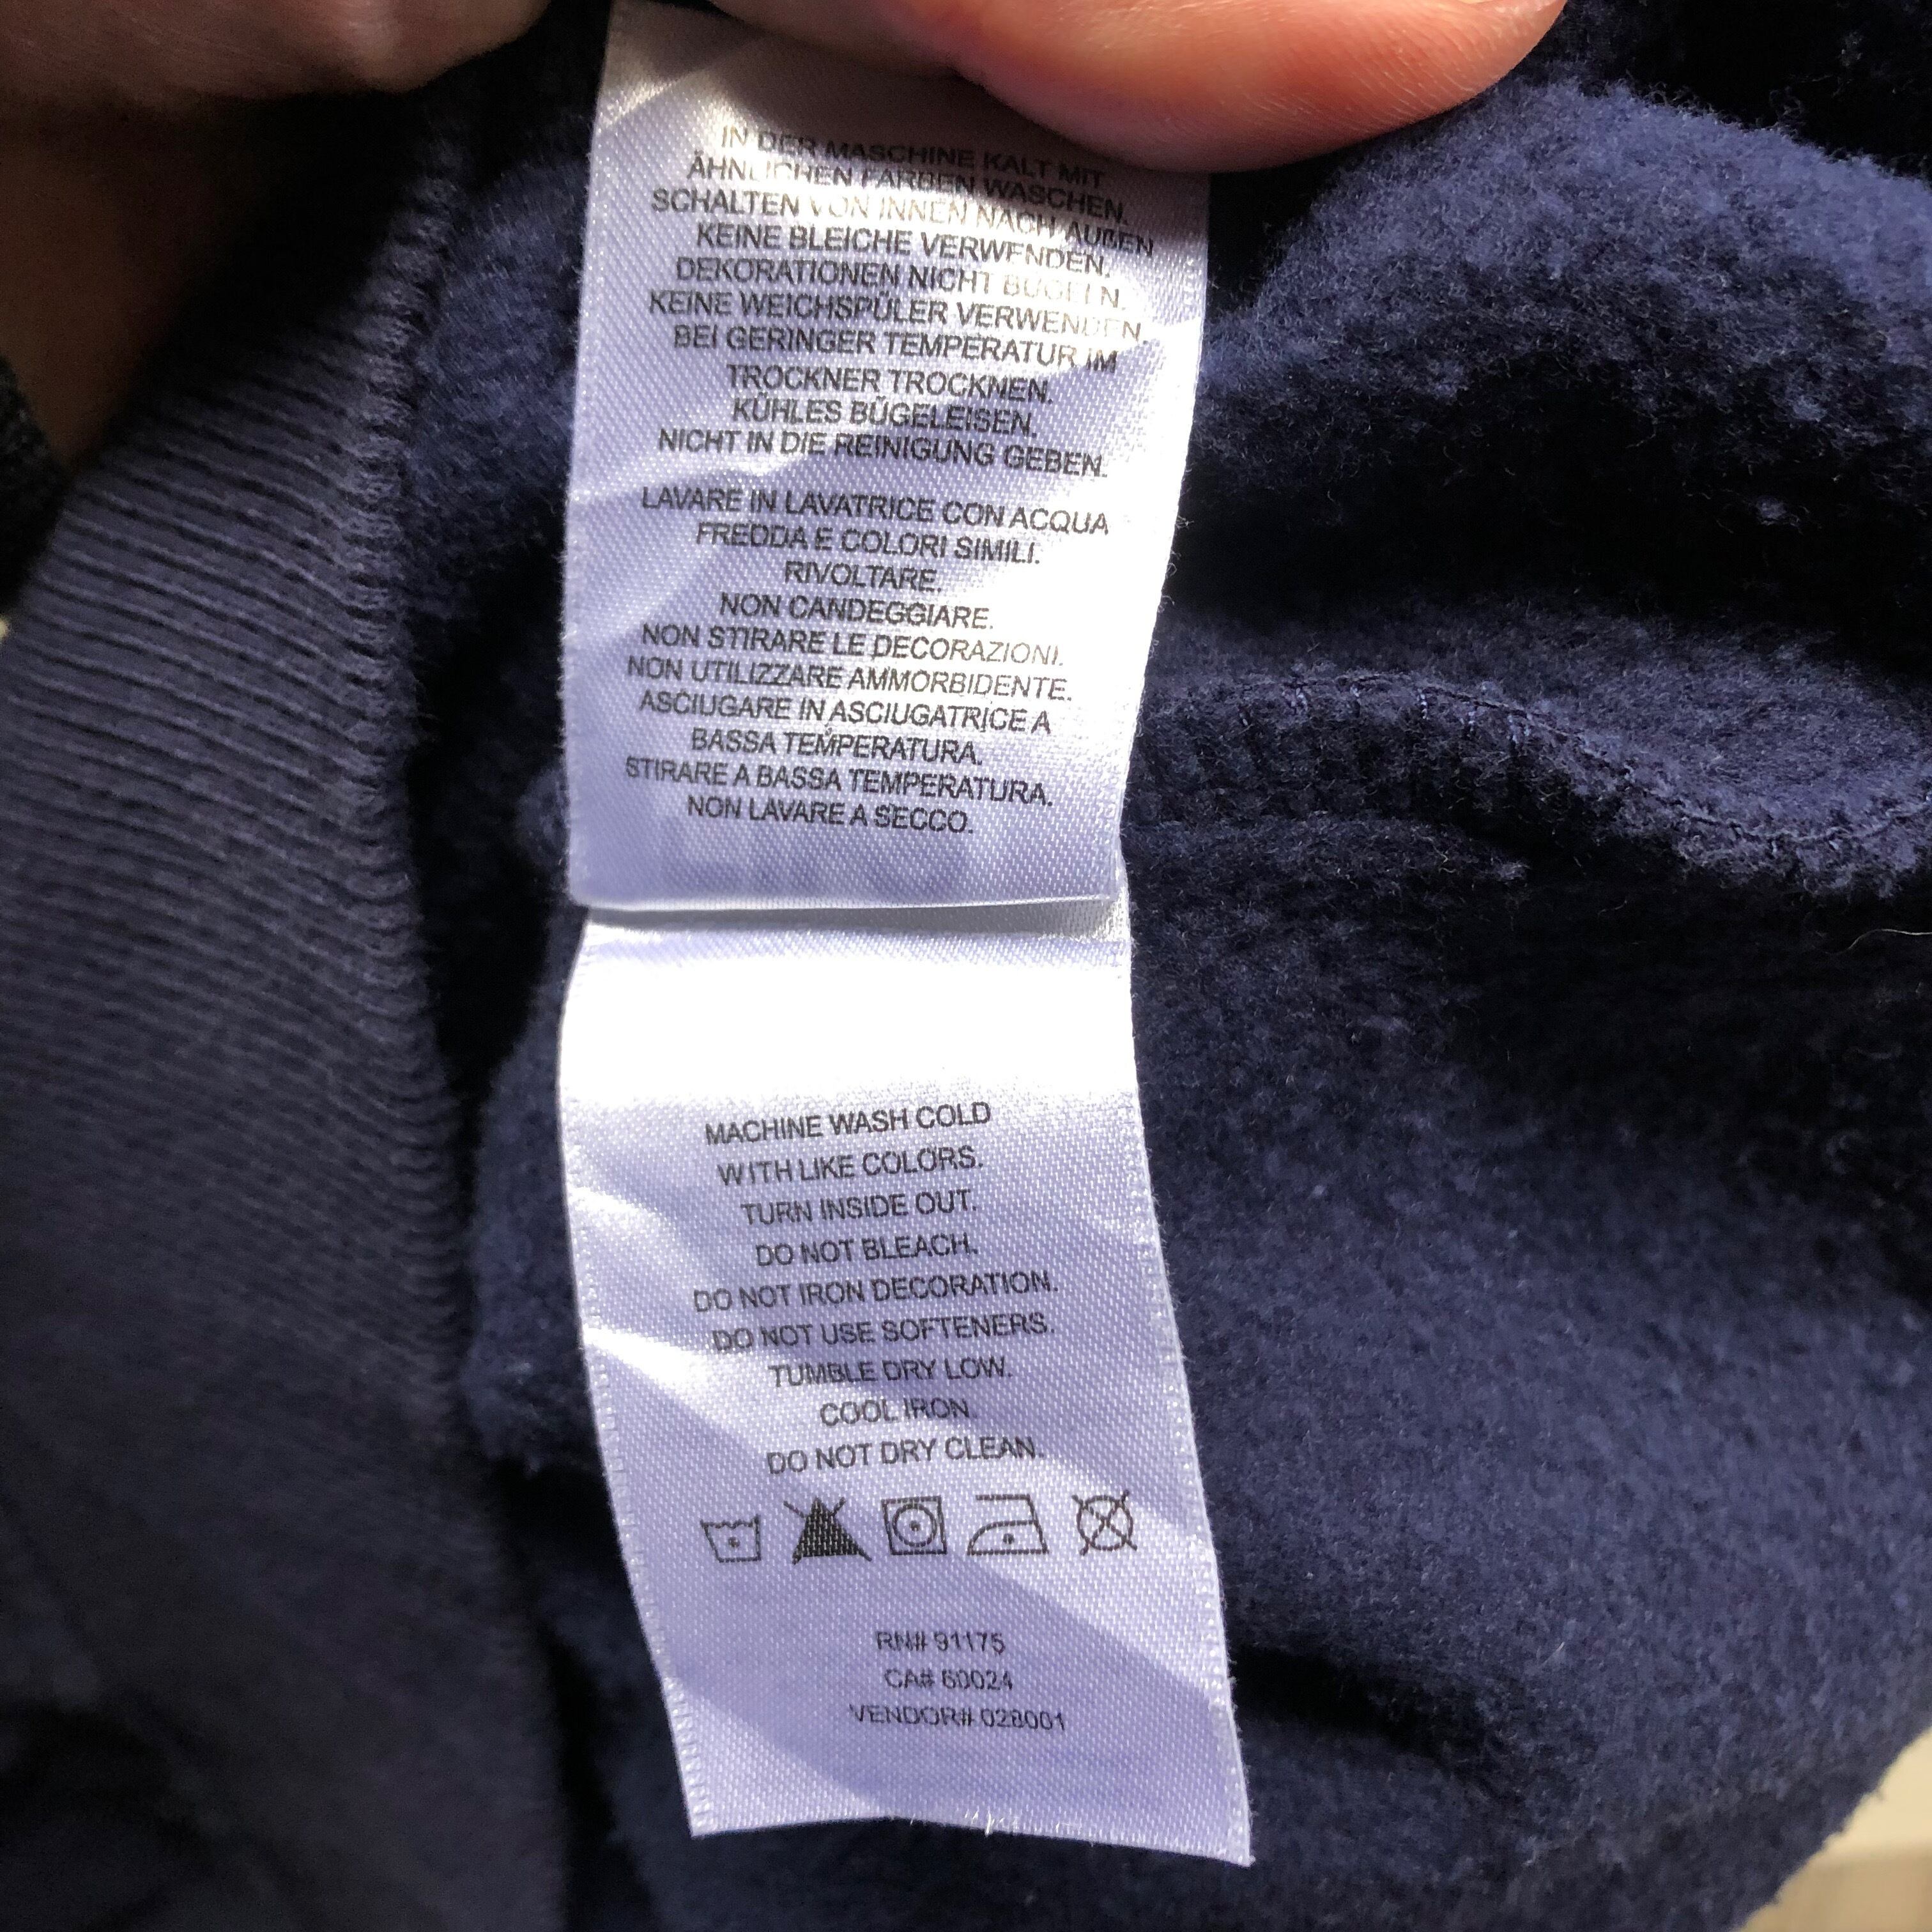 IN DER MASCHINE KALT MIT
ÄHNLICHEN FARBEN WASCHEN.
SCHALTEN VON INNEN NACH AUßEN
KEINE BLEICHE VERWENDEN.
DEKORATIONEN NICHT BÜGELN.
KEINE WEICHSPÜLER VERWENDEN.
BEI GERINGER TEMPERATUR IM
TROCKNER TROCKNEN.
KÜHLES BÜGELEISEN.
NICHT IN DIE REINIGUNG GEBEN.
LAVARE IN LAVATRICE CON ACQUA
FREDDA E COLORI SIMILI.
RIVOLTARE.
NON CANDEGGIARE.
NON STIRARE LE DECORAZIONI.
NON UTILIZZARE AMMORBIDENTE.
ASCIUGARE IN ASCIUGATRICE A
BASSA TEMPERATURA.
STIRARE A BASSA TEMPERATURA.
NON LAVARE A SECCO.
MACHINE WASH COLD
WITH LIKE COLORS.
TURN INSIDE OUT.
DO NOT BLEACH.
DO NOT IRON DECORATION.
DO NOT USE SOFTENERS.
TUMBLE DRY LOW.
COOL IRON.
DO NOT DRY CLEAN.
RN# 91175
CA# 60024
VENDOR# 028001